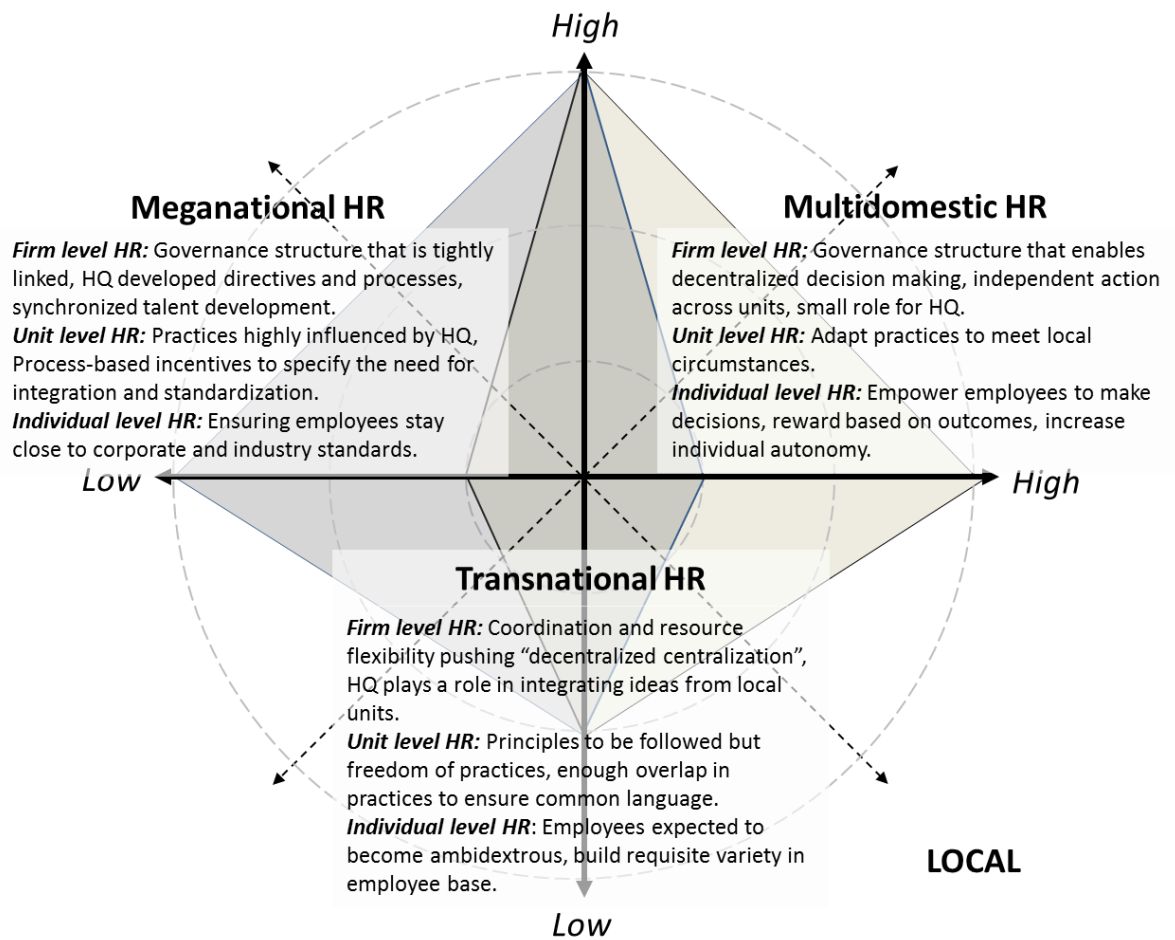 High
Meganational HR
Firm level HR: Governance structure that is tightly
linked, HQ developed directives and processes,
synchronized talent development.
Unit level HR: Practices highly influenced by HQ,
Process-based incentives to specify the need for
integration and standardization.
Individual level HR: Ensuring employees stay
close to corporate and industry standards.
Multidomestic HR
Firm level HR: Governance structure that enables
decentralized decision making, independent action
across units, small role for HQ.
Unit level HR: Adapt practices to meet local
circumstances.
Individual level HR: Empower employees to make
decisions, reward based on outcomes, increase
individual autonomy.
Low
High
Transnational HR
Firm level HR: Coordination and resource
flexibility pushing “decentralized centralization”,
HQ plays a role in integrating ideas from local
units.
Unit level HR: Principles to be followed but
freedom of practices, enough overlap in
practices to ensure common language.
Individual level HR: Employees expected to
become ambidextrous, build requisite variety in
employee base.
LOCAL
Low